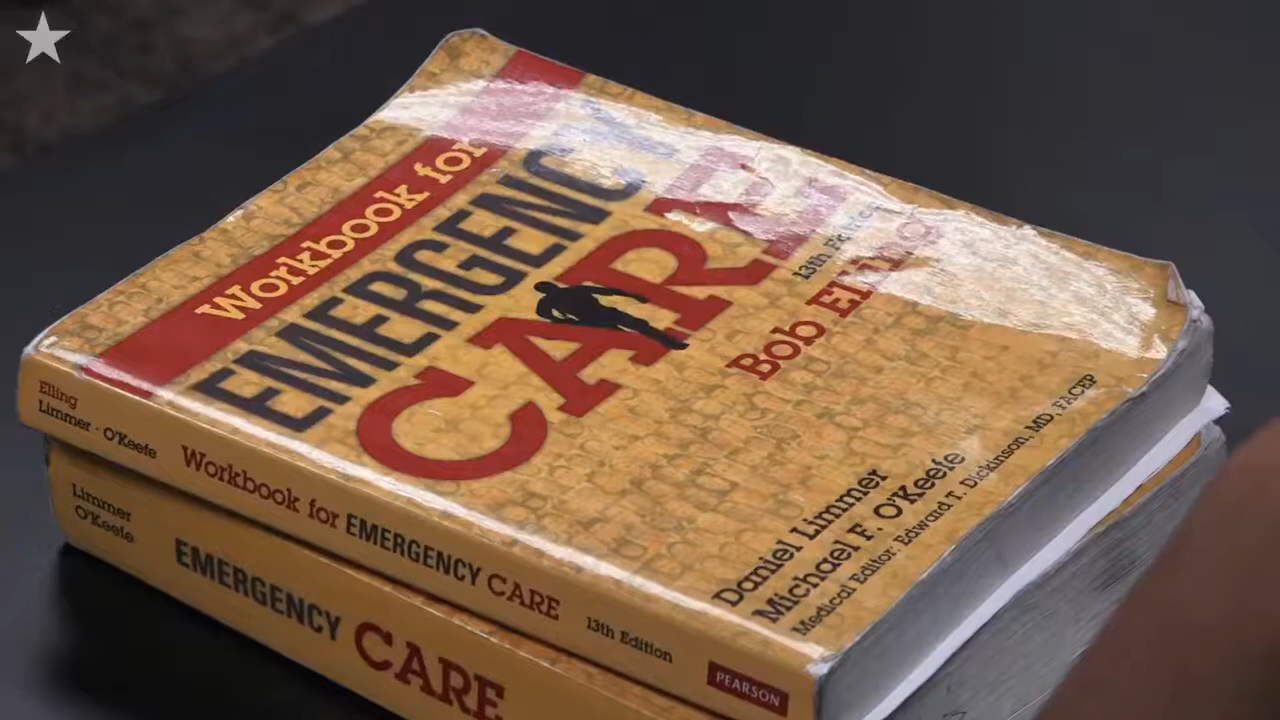 Workbook for
EMERGENCY
CARE
13th Edition
Bob Elling
Daniel Limmer
Michael F. O'Keefe
Medical Editor: Edward T. Dickinson, MD, FACEP
Elling
Limmer · O'Keefe
Workbook for EMERGENCY CARE
13th Edition
PEARSON
Limmer
O'Keefe
EMERGENCY CARE